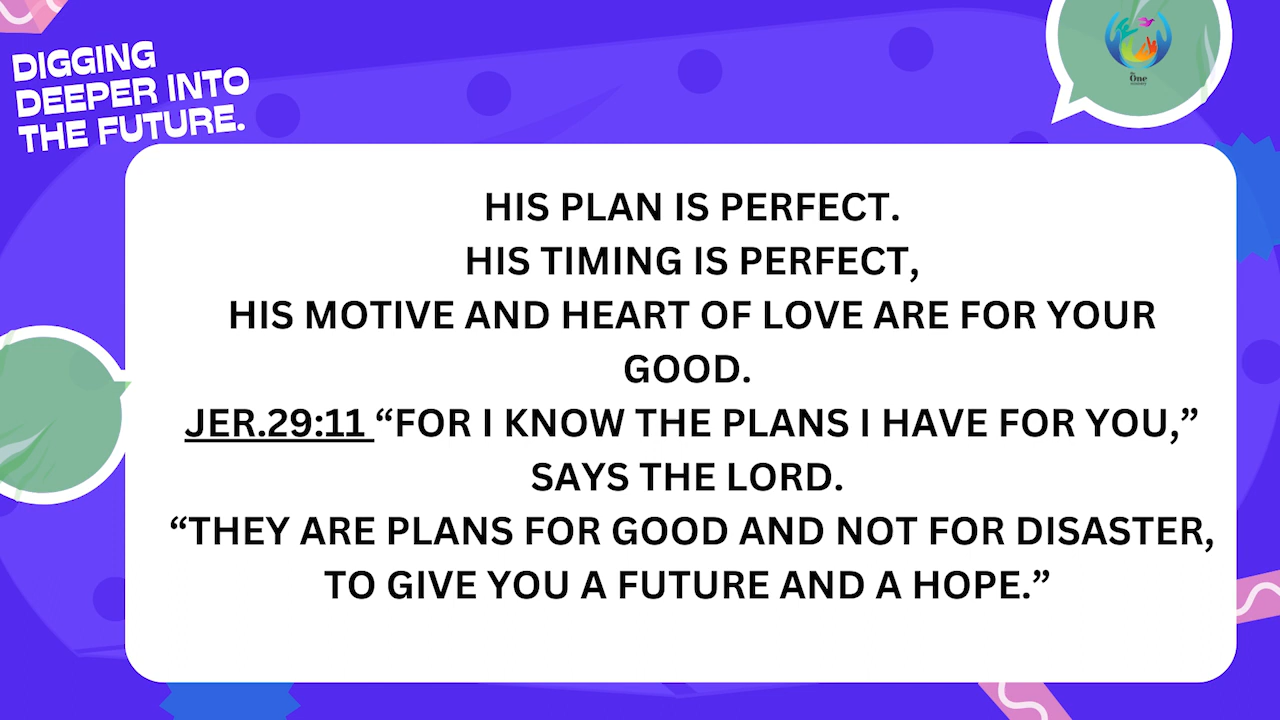 DIGGING
DEEPER INTO
THE FUTURE.
One
HIS PLAN IS PERFECT.
HIS TIMING IS PERFECT,
HIS MOTIVE AND HEART OF LOVE ARE FOR YOUR
GOOD.
JER.29:11 “FOR I KNOW THE PLANS I HAVE FOR YOU,”
SAYS THE LORD.
“THEY ARE PLANS FOR GOOD AND NOT FOR DISASTER,
TO GIVE YOU A FUTURE AND A HOPE.”